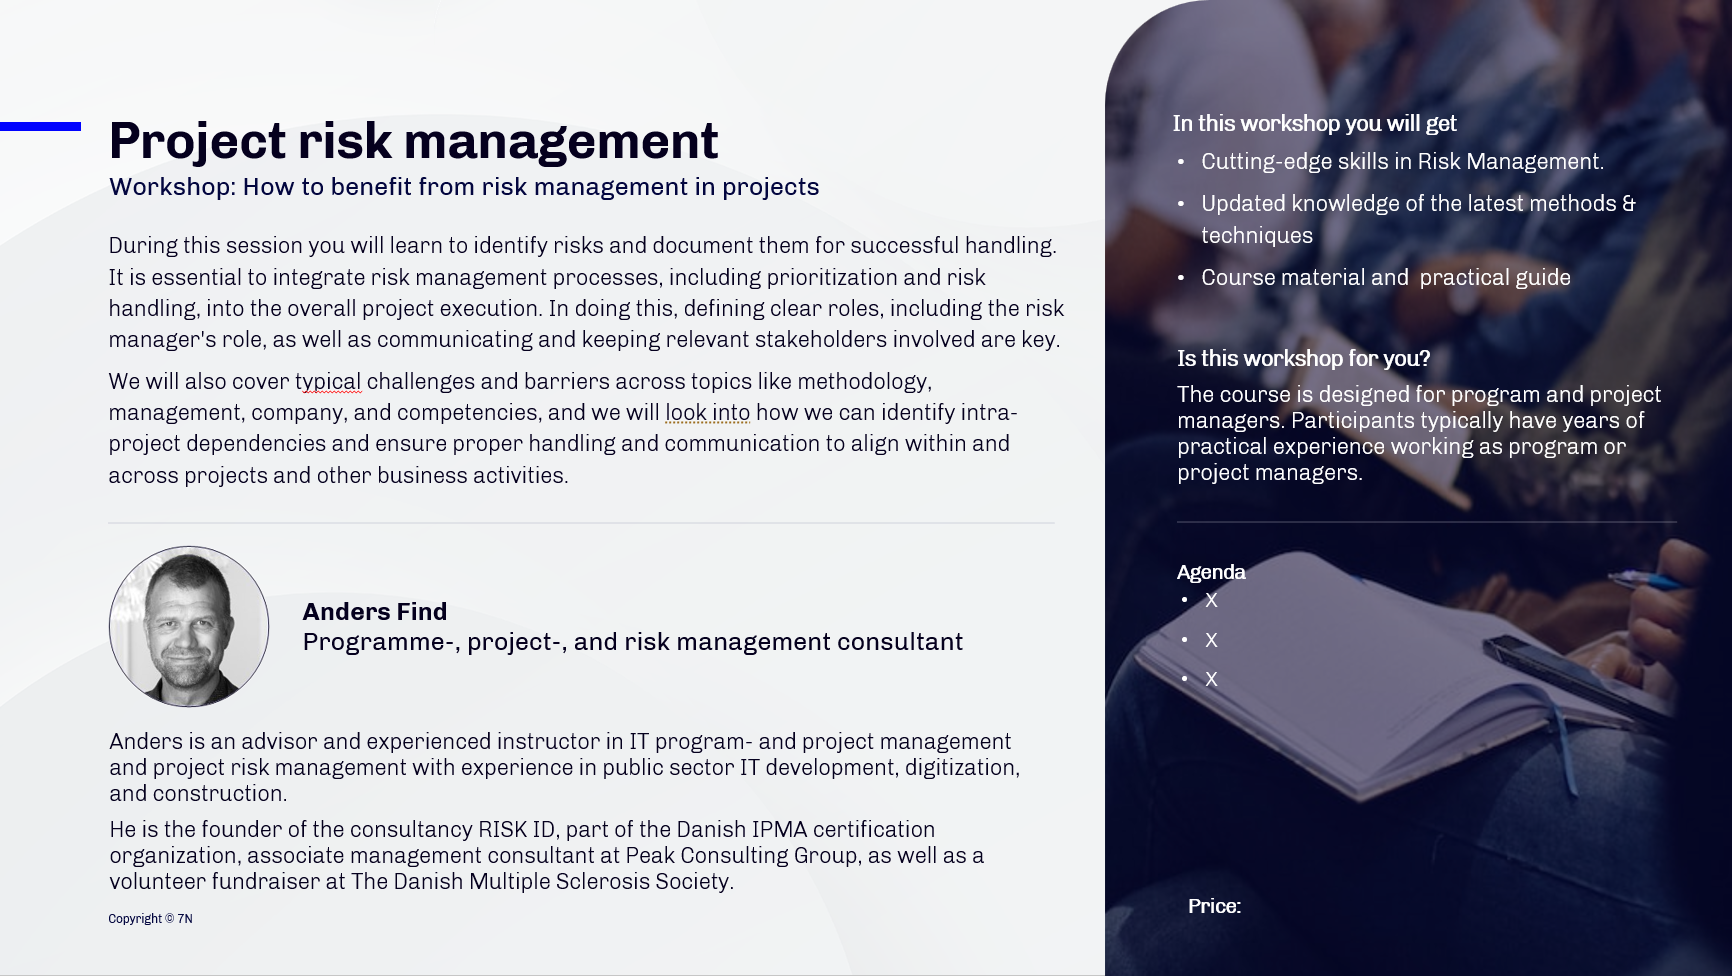 Project risk management
Workshop: How to benefit from risk management in projects
During this session you will learn to identify risks and document them for successful handling.
It is essential to integrate risk management processes, including prioritization and risk
handling, into the overall project execution. In doing this, defining clear roles, including the risk
manager's role, as well as communicating and keeping relevant stakeholders involved are key.
We will also cover typical challenges and barriers across topics like methodology,
management, company, and competencies, and we will look into how we can identify intra-
project dependencies and ensure proper handling and communication to align within and
across projects and other business activities.
Anders Find
Programme-, project-, and risk management consultant
Anders is an advisor and experienced instructor in IT program- and project management
and project risk management with experience in public sector IT development, digitization,
and construction.
He is the founder of the consultancy RISK ID, part of the Danish IPMA certification
organization, associate management consultant at Peak Consulting Group, as well as a
volunteer fundraiser at The Danish Multiple Sclerosis Society.
Copyright © 7N
In this workshop you will get
• Cutting-edge skills in Risk Management.
• Updated knowledge of the latest methods &
techniques
• Course material and  practical guide
Is this workshop for you?
The course is designed for program and project
managers. Participants typically have years of
practical experience working as program or
project managers.
Agenda
• X
• X
• X
Price: